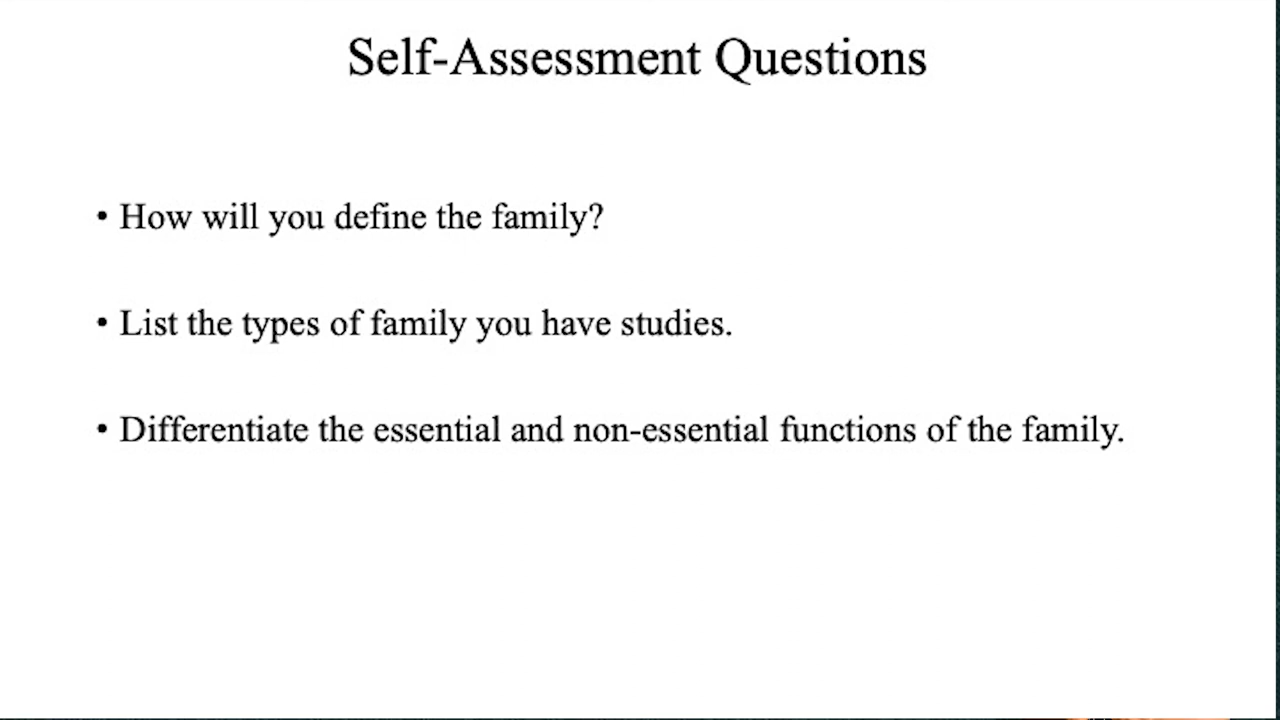 Self-Assessment Questions
• How will you define the family?
• List the types of family you have studies.
• Differentiate the essential and non-essential functions of the family.